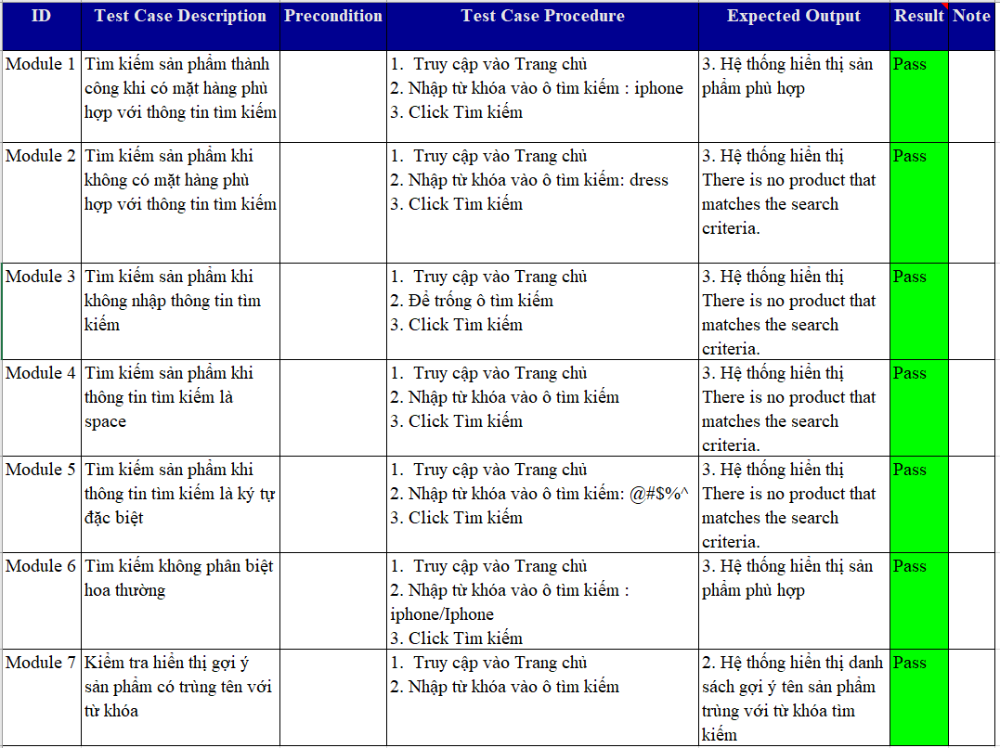 ID Test Case Description Precondition Test Case Procedure Expected Output Result Note
Module 1 Tìm kiếm sản phẩm thành 1.  Truy cập vào Trang chủ 3. Hệ thống hiển thị sản Pass
công khi có mặt hàng phù 2. Nhập từ khóa vào ô tìm kiếm : iphone phẩm phù hợp
hợp với thông tin tìm kiếm 3. Click Tìm kiếm
Module 2 Tìm kiếm sản phẩm khi 1.  Truy cập vào Trang chủ 3. Hệ thống hiển thị Pass
không có mặt hàng phù 2. Nhập từ khóa vào ô tìm kiếm: dress There is no product that
hợp với thông tin tìm kiếm 3. Click Tìm kiếm matches the search
criteria.
Module 3 Tìm kiếm sản phẩm khi 1.  Truy cập vào Trang chủ 3. Hệ thống hiển thị Pass
không nhập thông tin tìm 2. Để trống ô tìm kiếm There is no product that
kiếm 3. Click Tìm kiếm matches the search
criteria.
Module 4 Tìm kiếm sản phẩm khi 1.  Truy cập vào Trang chủ 3. Hệ thống hiển thị Pass
thông tin tìm kiếm là 2. Nhập từ khóa vào ô tìm kiếm There is no product that
space 3. Click Tìm kiếm matches the search
criteria.
Module 5 Tìm kiếm sản phẩm khi 1.  Truy cập vào Trang chủ 3. Hệ thống hiển thị Pass
thông tin tìm kiếm là ký tự 2. Nhập từ khóa vào ô tìm kiếm: @#$%^ There is no product that
đặc biệt 3. Click Tìm kiếm matches the search
criteria.
Module 6 Tìm kiếm không phân biệt 1.  Truy cập vào Trang chủ 3. Hệ thống hiển thị sản Pass
hoa thường 2. Nhập từ khóa vào ô tìm kiếm : phẩm phù hợp
iphone/Iphone
3. Click Tìm kiếm
Module 7 Kiểm tra hiển thị gợi ý 1.  Truy cập vào Trang chủ 2. Hệ thống hiển thị danh Pass
sản phẩm có trùng tên với 2. Nhập từ khóa vào ô tìm kiếm sách gợi ý tên sản phẩm
từ khóa trùng với từ khóa tìm
kiếm